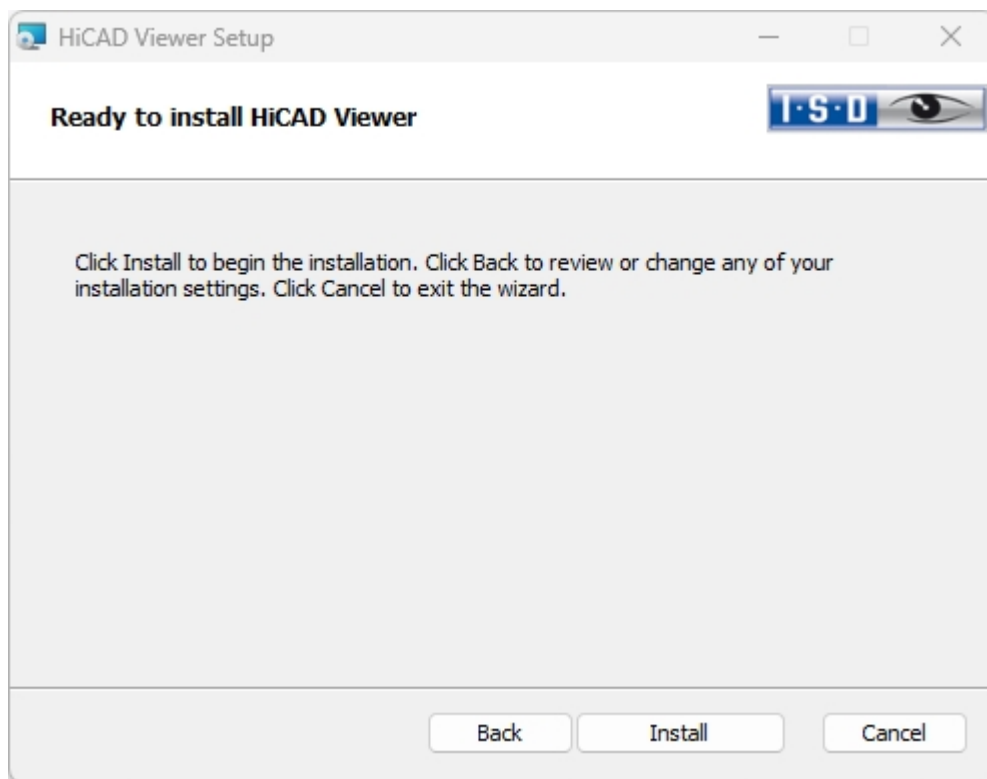 HiCAD Viewer Setup
Ready to install HiCAD Viewer
I·S·D
Click Install to begin the installation. Click Back to review or change any of your
installation settings. Click Cancel to exit the wizard.
Back
Install
Cancel